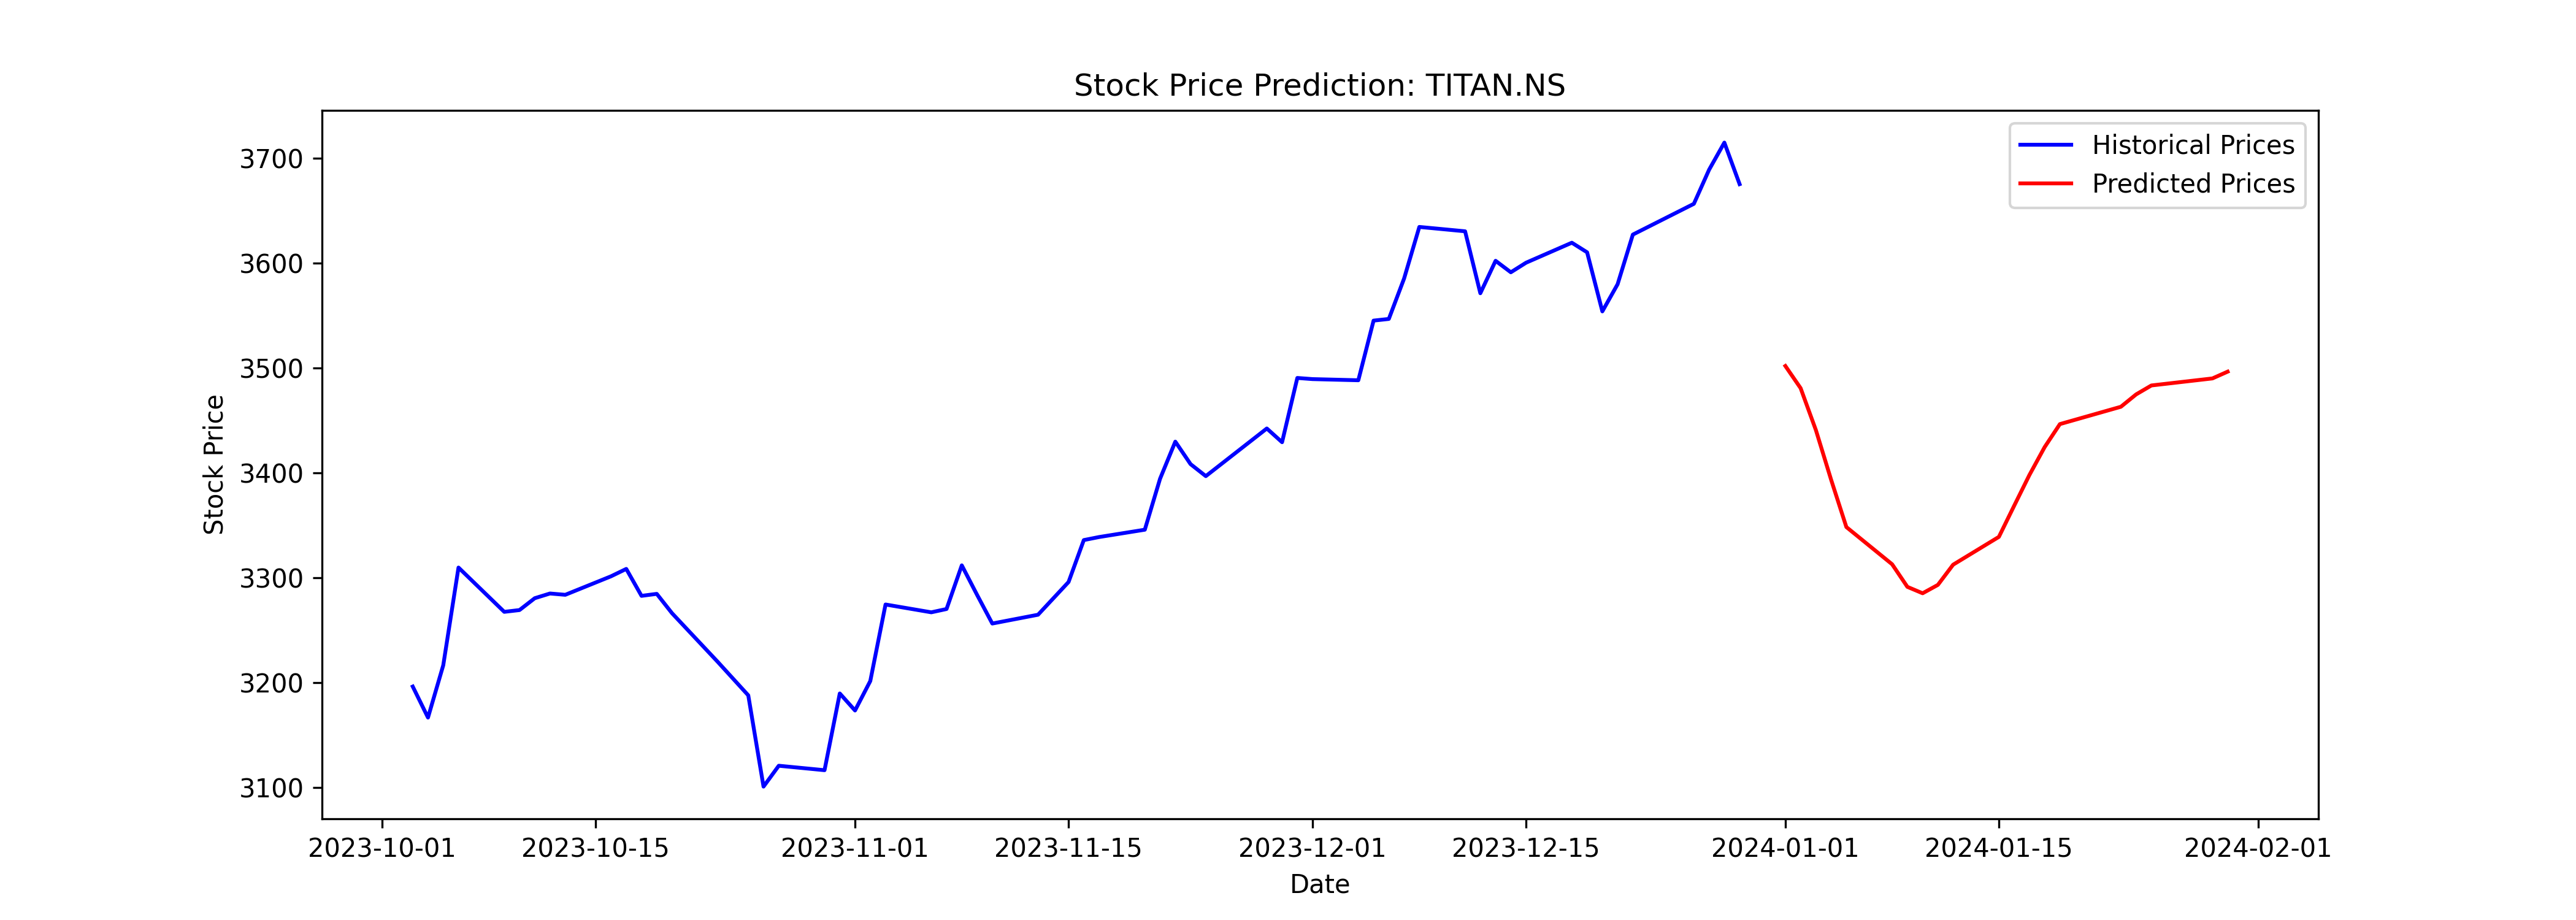 Stock Price Prediction: TITAN.NS
Historical Prices
Predicted Prices
Stock Price
3700
3600
3500
3400
3300
3200
3100
2023-10-01 2023-10-15 2023-11-01 2023-11-15 2023-12-01 2023-12-15 2024-01-01 2024-01-15 2024-02-01
Date